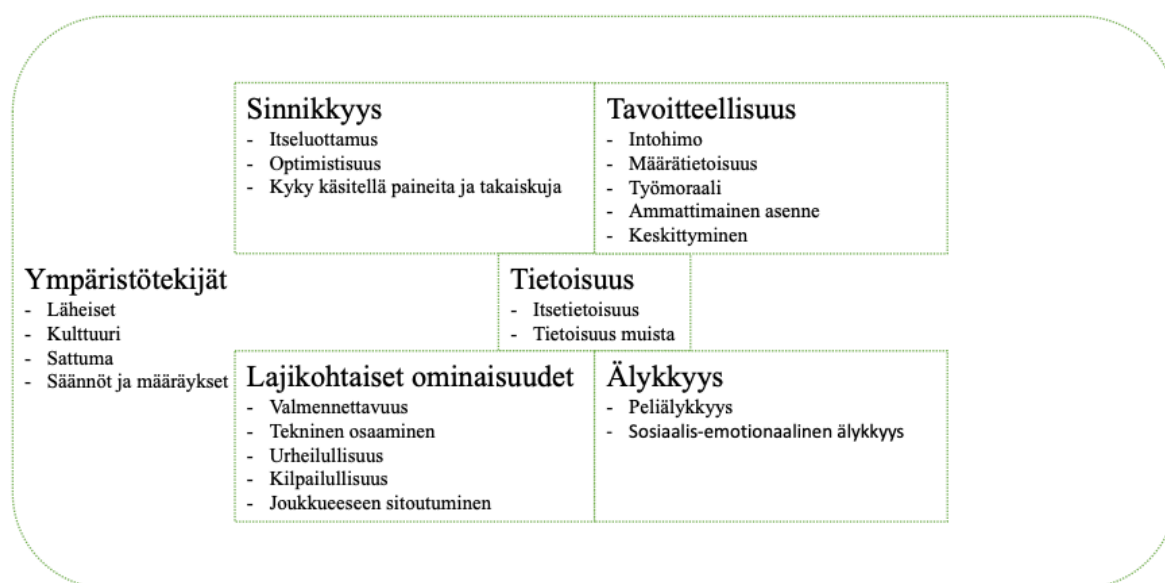 Sinnikkyys
- Itseluottamus
- Optimistisuus
- Kyky käsitellä paineita ja takaiskuja
Tavoitteellisuus
- Intohimo
- Määrätietoisuus
- Työmoraali
- Ammattimainen asenne
- Keskittyminen
Ympäristötekijät
- Läheiset
- Kulttuuri
- Sattuma
- Säännöt ja määräykset
Tietoisuus
- Itsetietoisuus
- Tietoisuus muista
Lajikohtaiset ominaisuudet
- Valmennettavuus
- Tekninen osaaminen
- Urheilullisuus
- Kilpailullisuus
- Joukkueeseen sitoutuminen
Älykkyys
- Peliälykkyys
- Sosiaalis-emotionaalinen älykkyys